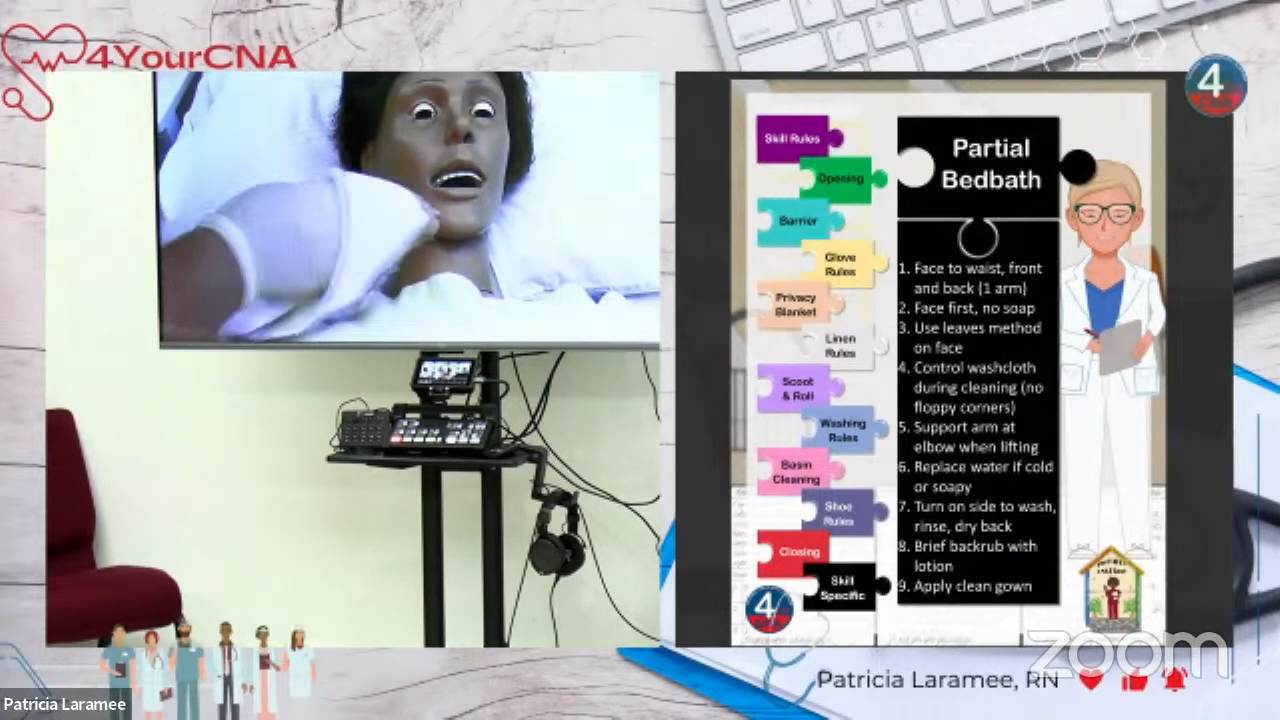 4YourCNA
4
Skill Rules
Opening
Barrier
Glove
Rules
Privacy
Blanket
Linen
Rules
Scoot
& Roll
Washing
Rules
Basin
Cleaning
Shoe
Rules
Closing
Skill
Specific
4
Partial
Bedbath
1. Face to waist, front
and back (1 arm)
2. Face first, no soap
3. Use leaves method
on face
4. Control washcloth
during cleaning (no
floppy corners)
5. Support arm at
elbow when lifting
6. Replace water if cold
or soapy
7. Turn on side to wash,
rinse, dry back
8. Brief backrub with
lotion
9. Apply clean gown
zoom
Patricia Laramee, RN
Patricia Laramee